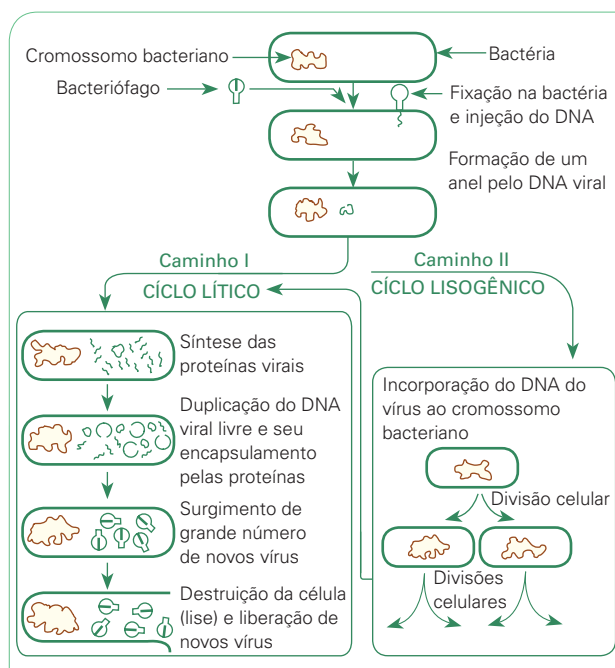 Cromossomo bacteriano
Bactéria
Bacteriófago
Fixação na bactéria
e injeção do DNA
Formação de um
anel pelo DNA viral
Caminho I
CÍCLO LÍTICO
Caminho II
CÍCLO LISOGÊNICO
Síntese das
proteínas virais
Duplicação do DNA
viral livre e seu
encapsulamento
pelas proteínas
Surgimento de
grande número
de novos vírus
Destruição da célula
(lise) e liberação de
novos vírus
Incorporação do DNA do
vírus ao cromossomo
bacteriano
Divisão celular
Divisões
celulares